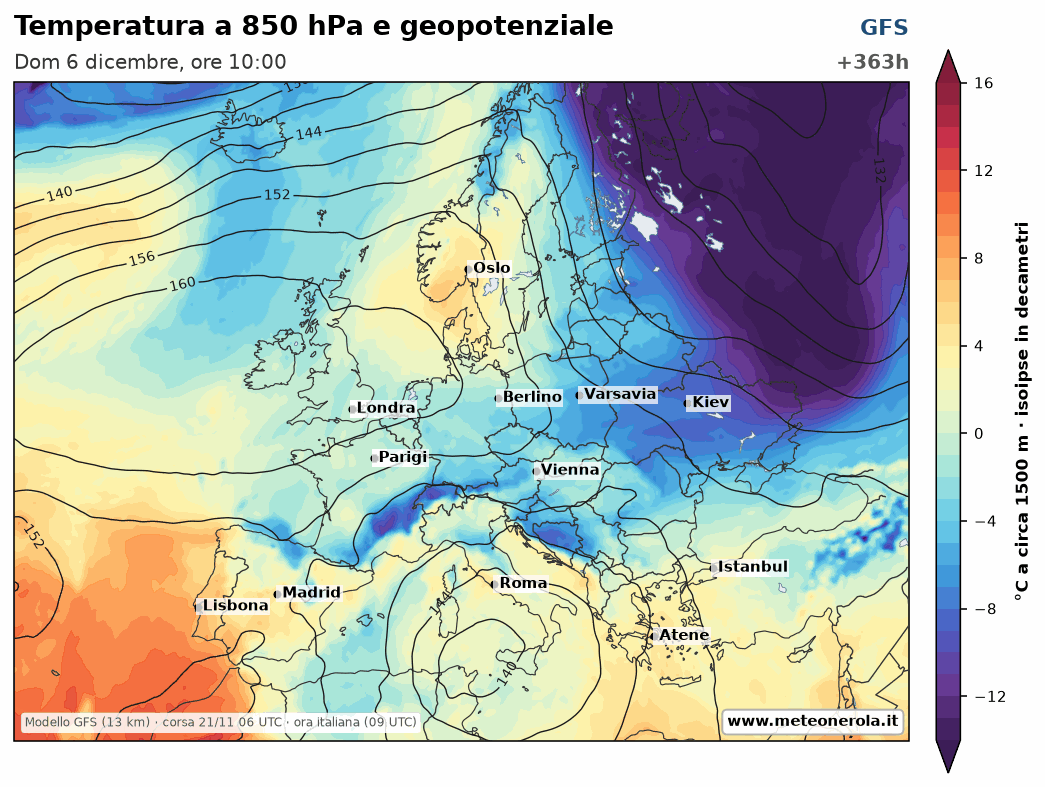 Temperatura a 850 hPa e geopotenziale
GFS
Dom 6 dicembre, ore 10:00
+363h
144
140
152
132
156
160
Oslo
Berlino
Varsavia
Kiev
Londra
Parigi
Vienna
152
Istanbul
Madrid
Roma
Lisbona
144
Atene
140
Modello GFS (13 km) · corsa 21/11 06 UTC · ora italiana (09 UTC)
www.meteonerola.it
16
12
8
4
0
−4
−8
−12
°C a circa 1500 m · isoipse in decametri